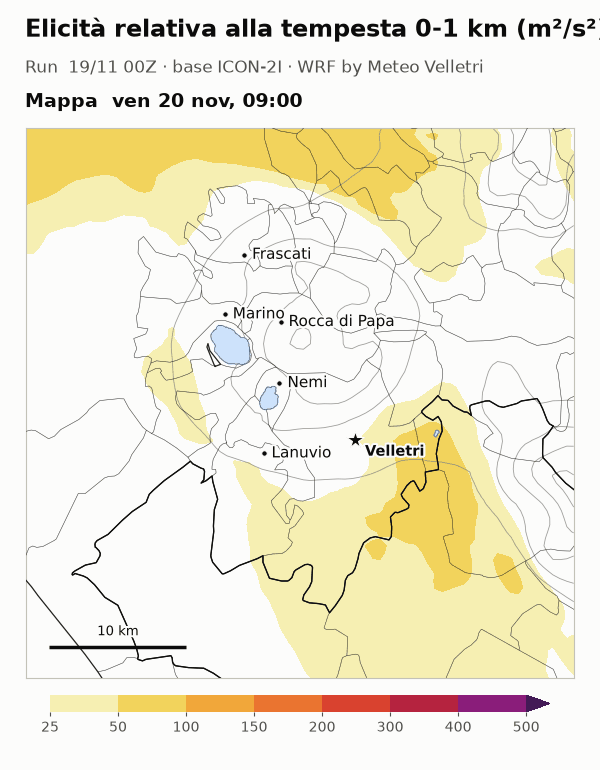 Elicità relativa alla tempesta 0-1 km (m²/s²)
Run 19/11 00Z · base ICON-2I · WRF by Meteo Velletri
Mappa ven 20 nov, 09:00
Frascati
Marino
Rocca di Papa
Nemi
Velletri
Lanuvio
10 km
25 50 100 150 200 300 400 500